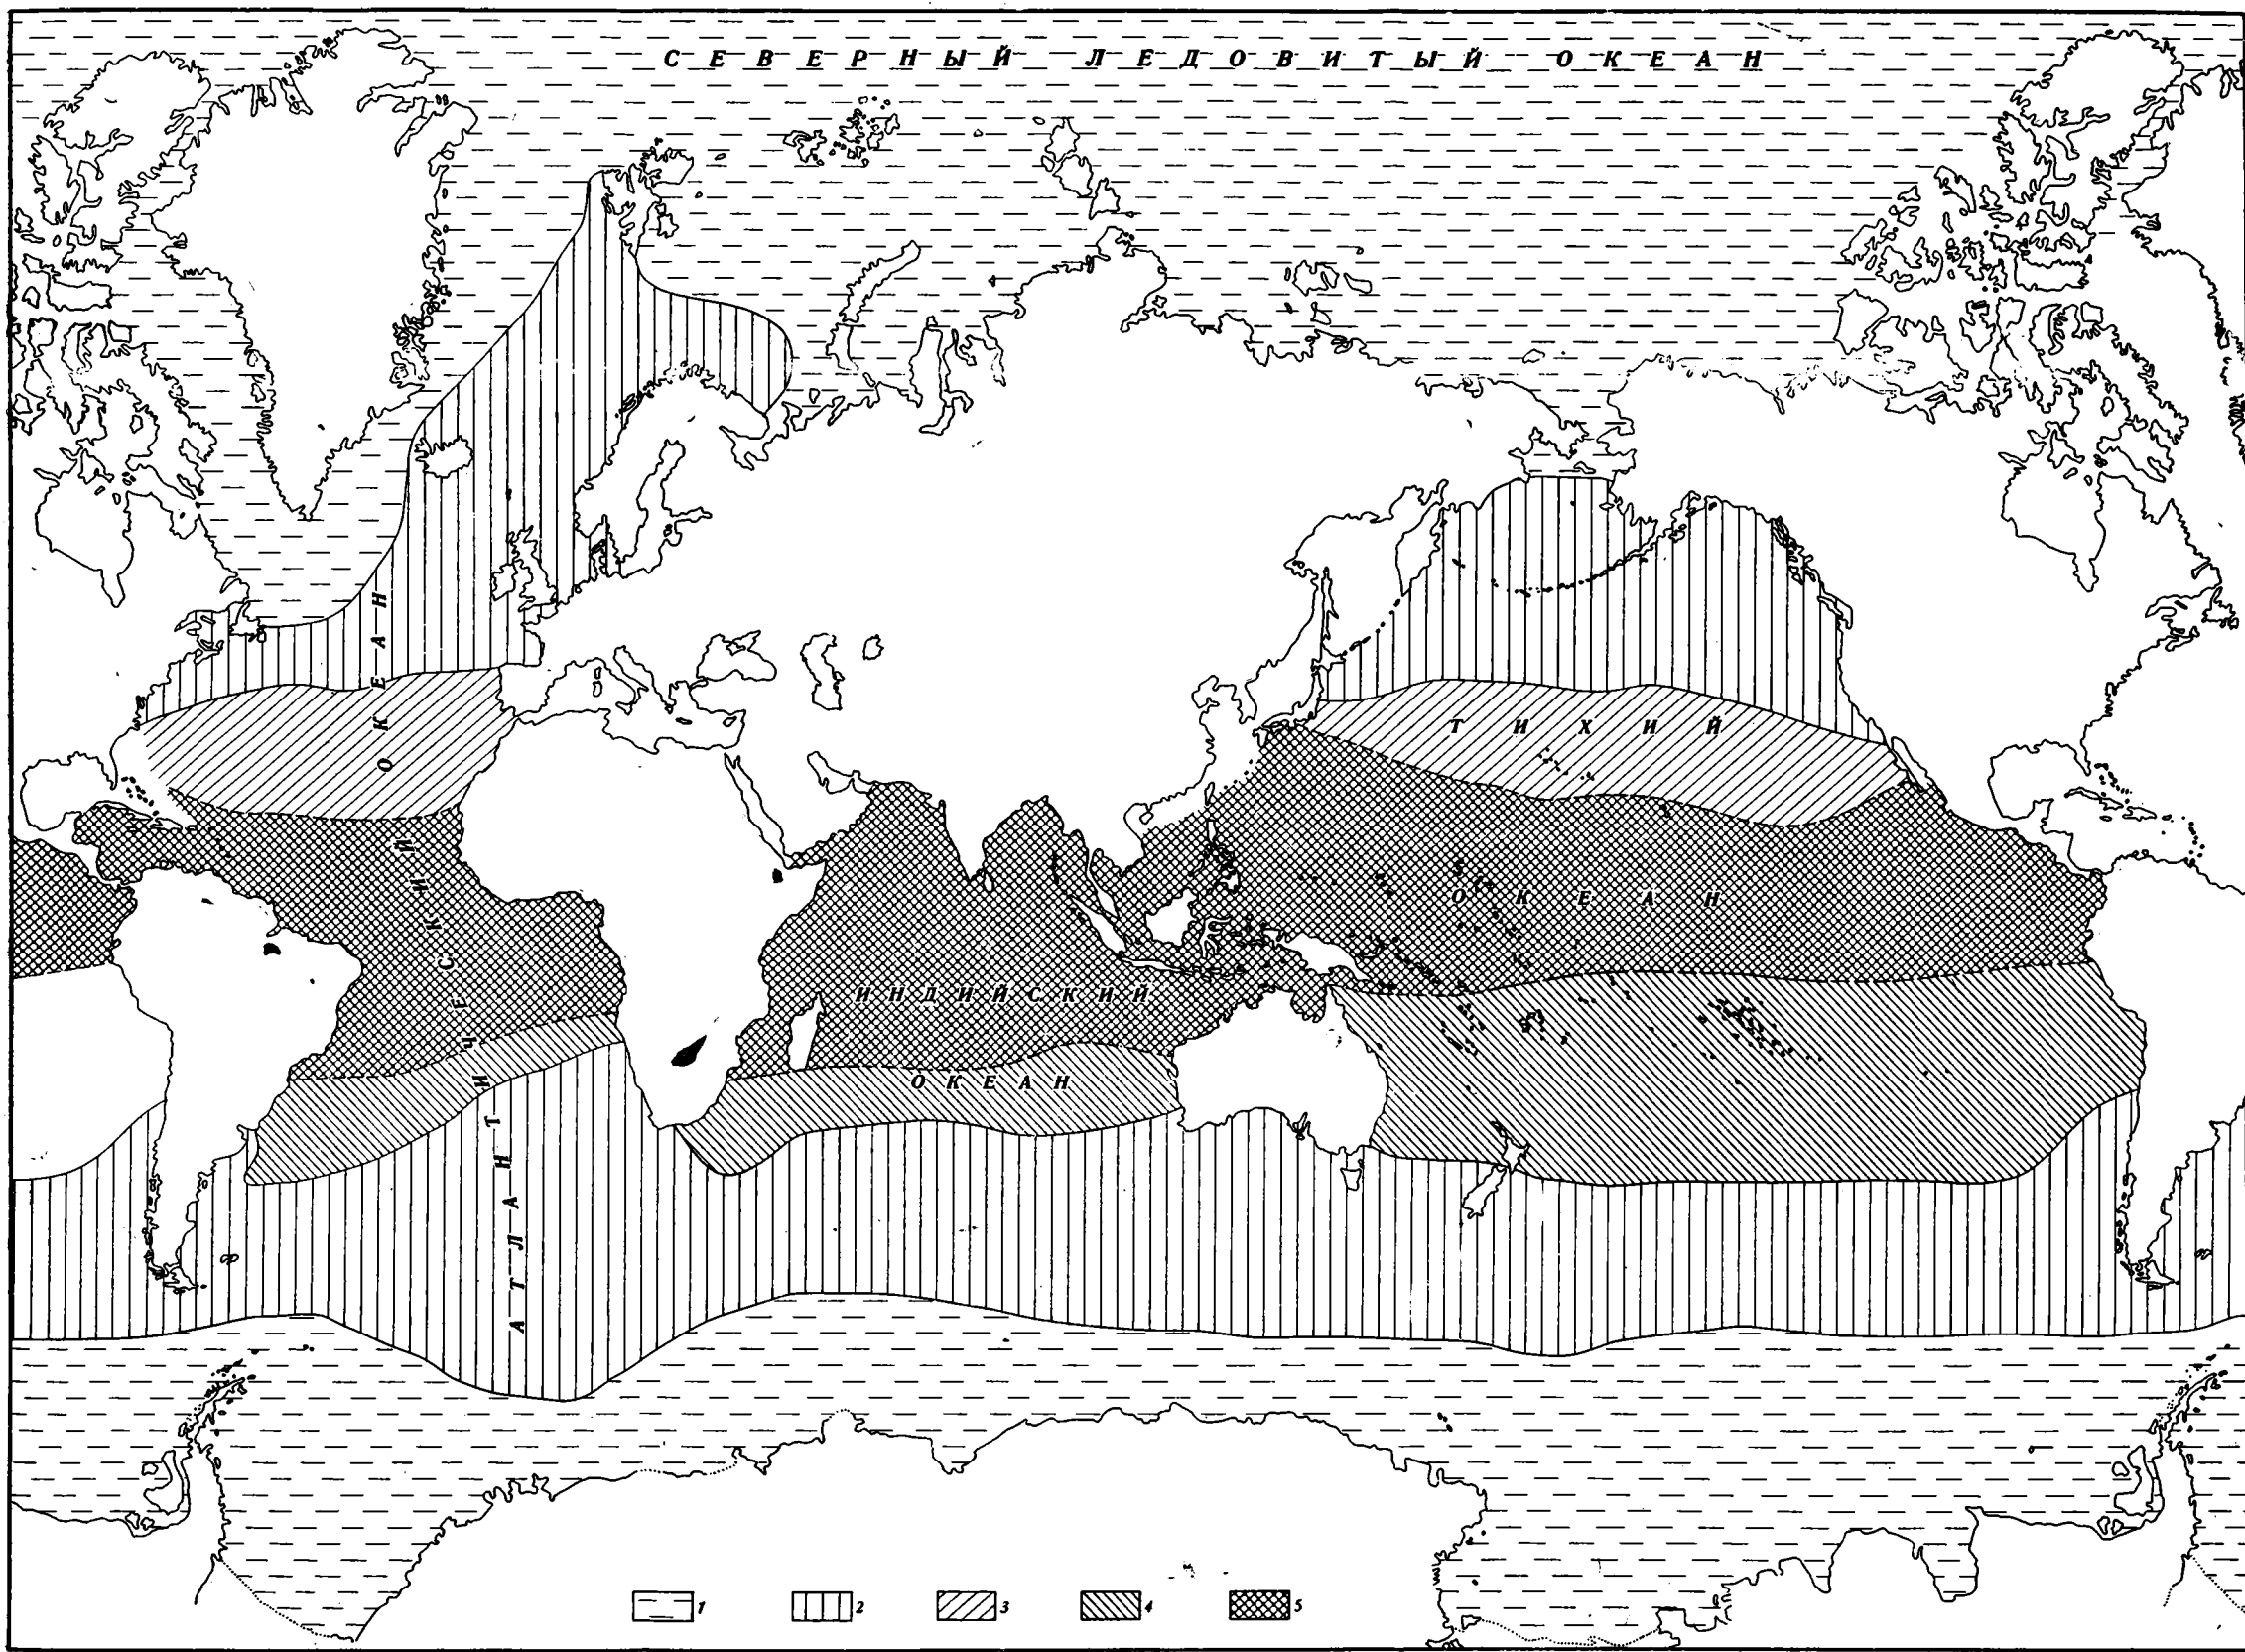 СЕВЕРНЫЙ ЛЕДОВИТЫЙ ОКЕАН
АТЛАНТИЧЕСКИЙ ОКЕАН
ТИХИЙ
ОКЕАН
ИНДИЙСКИЙ
ОКЕАН
1 2 3 4 5